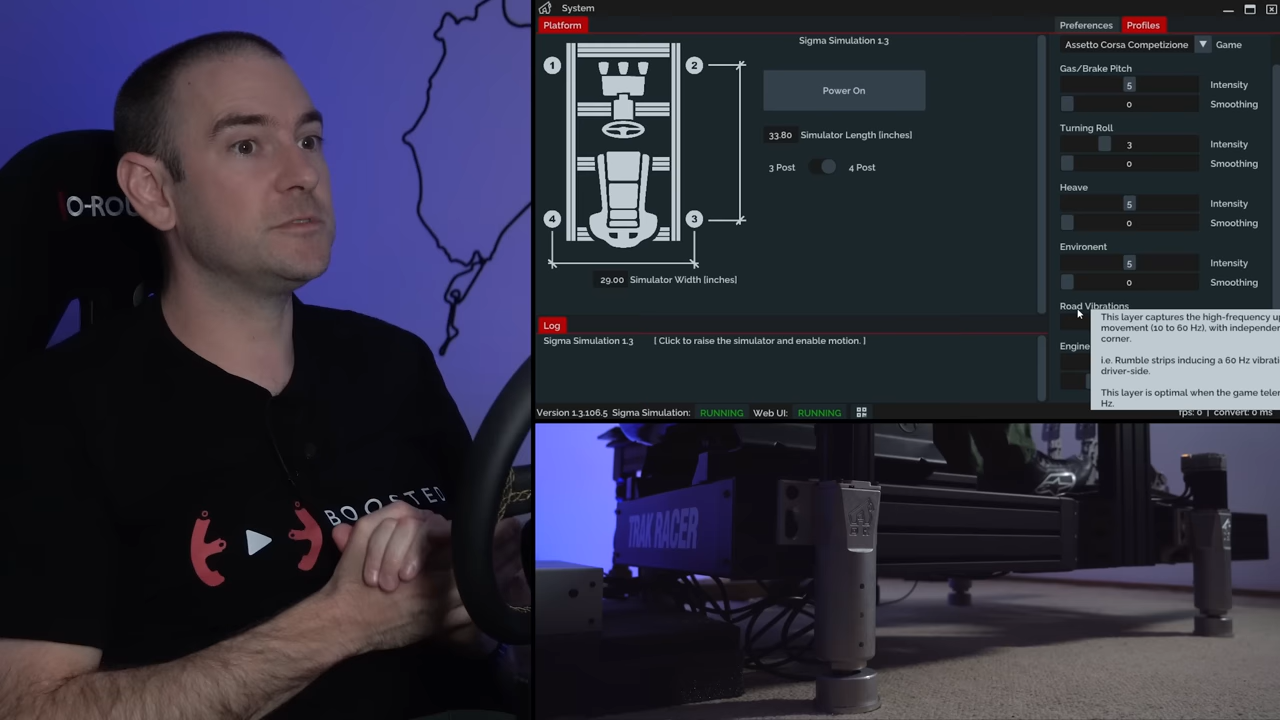 System
Platform
Preferences
Profiles
Sigma Simulation 1.3
Assetto Corsa Competizione
Game
1
2
Gas/Brake Pitch
5
Intensity
Power On
0
Smoothing
33.80
Simulator Length [inches]
Turning Roll
3
Intensity
3 Post
4 Post
0
Smoothing
Heave
5
Intensity
4
3
0
Smoothing
Environent
5
Intensity
29.00
Simulator Width [inches]
0
Smoothing
Road Vibrations
This layer captures the high-frequency
movement (10 to 60 Hz), with
corner.
i.e. Rumble strips inducing a 60 Hz
driver-side.
This layer is optimal when the game
Hz.
Log
Sigma Simulation 1.3
[ Click to raise the simulator and enable motion. ]
Engine
Version 1.3.106.5
Sigma Simulation:
RUNNING
Web UI:
RUNNING
fps: 0 | convert: 0 ms
TRAK RACER
BOOSTED